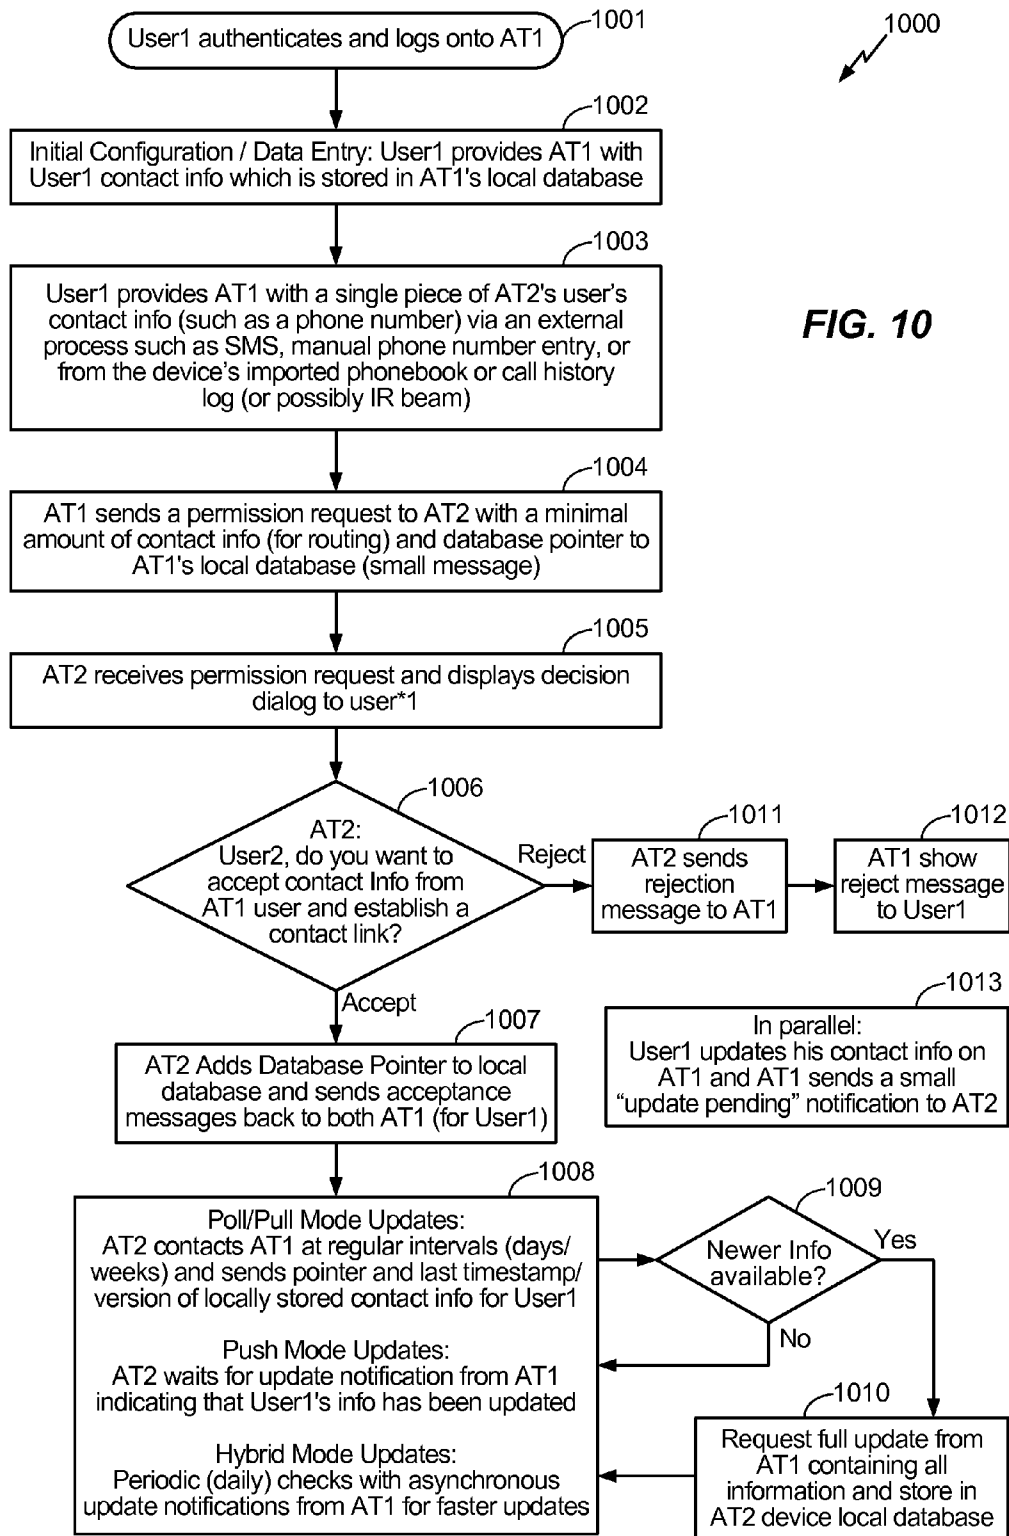 User1 authenticates and logs onto AT1
1001
1000
1002
Initial Configuration / Data Entry: User1 provides AT1 with
User1 contact info which is stored in AT1's local database
1003
User1 provides AT1 with a single piece of AT2's user's
contact info (such as a phone number) via an external
process such as SMS, manual phone number entry, or
from the device's imported phonebook or call history
log (or possibly IR beam)
FIG. 10
1004
AT1 sends a permission request to AT2 with a minimal
amount of contact info (for routing) and database pointer to
AT1's local database (small message)
1005
AT2 receives permission request and displays decision
dialog to user*1
1006
AT2:
User2, do you want to
accept contact Info from
AT1 user and establish a
contact link?
Reject
1011
AT2 sends
rejection
message to AT1
1012
AT1 show
reject message
to User1
Accept
1007
AT2 Adds Database Pointer to local
database and sends acceptance
messages back to both AT1 (for User1)
1013
In parallel:
User1 updates his contact info on
AT1 and AT1 sends a small
“update pending” notification to AT2
1008
Poll/Pull Mode Updates:
AT2 contacts AT1 at regular intervals (days/
weeks) and sends pointer and last timestamp/
version of locally stored contact info for User1
Push Mode Updates:
AT2 waits for update notification from AT1
indicating that User1's info has been updated
Hybrid Mode Updates:
Periodic (daily) checks with asynchronous
update notifications from AT1 for faster updates
1009
Newer Info
available?
Yes
No
1010
Request full update from
AT1 containing all
information and store in
AT2 device local database